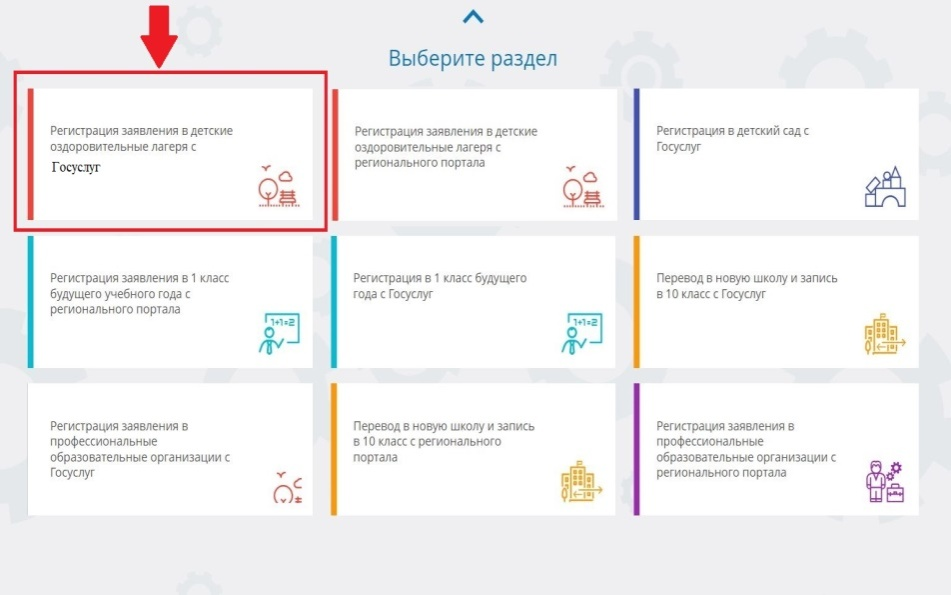 Выберите раздел
Регистрация заявления в детские
оздоровительные лагеря с
Госуслуг
Регистрация заявления в детские
оздоровительные лагеря с
регионального портала
Регистрация в детский сад с
Госуслуг
Регистрация заявления в 1 класс
будущего учебного года с
регионального портала
1+1=2
Регистрация в 1 класс будущего
года с Госуслуг
1+1=2
Перевод в новую школу и запись
в 10 класс с Госуслуг
Регистрация заявления в
профессиональные
образовательные организации с
Госуслуг
Перевод в новую школу и запись
в 10 класс с регионального
портала
Регистрация заявления в
профессиональные
образовательные организации с
регионального портала